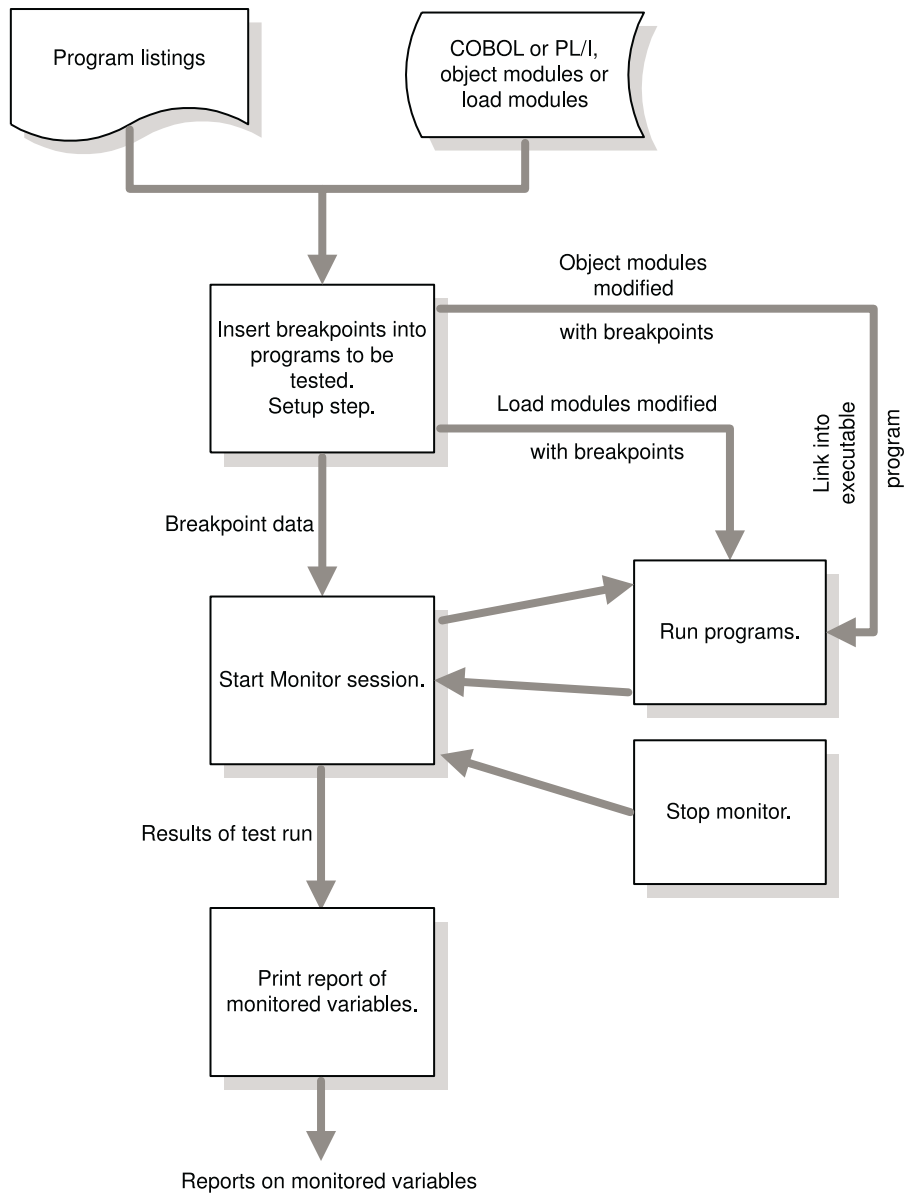 Program listings
COBOL or PL/I,
object modules or
load modules
Object modules
modified
with breakpoints
Insert breakpoints into
programs to be
tested.
Setup step.
Load modules modified
with breakpoints
Link into
executable
program
Breakpoint data
Run programs.
Start Monitor session.
Stop monitor.
Results of test run
Print report of
monitored variables.
Reports on monitored variables